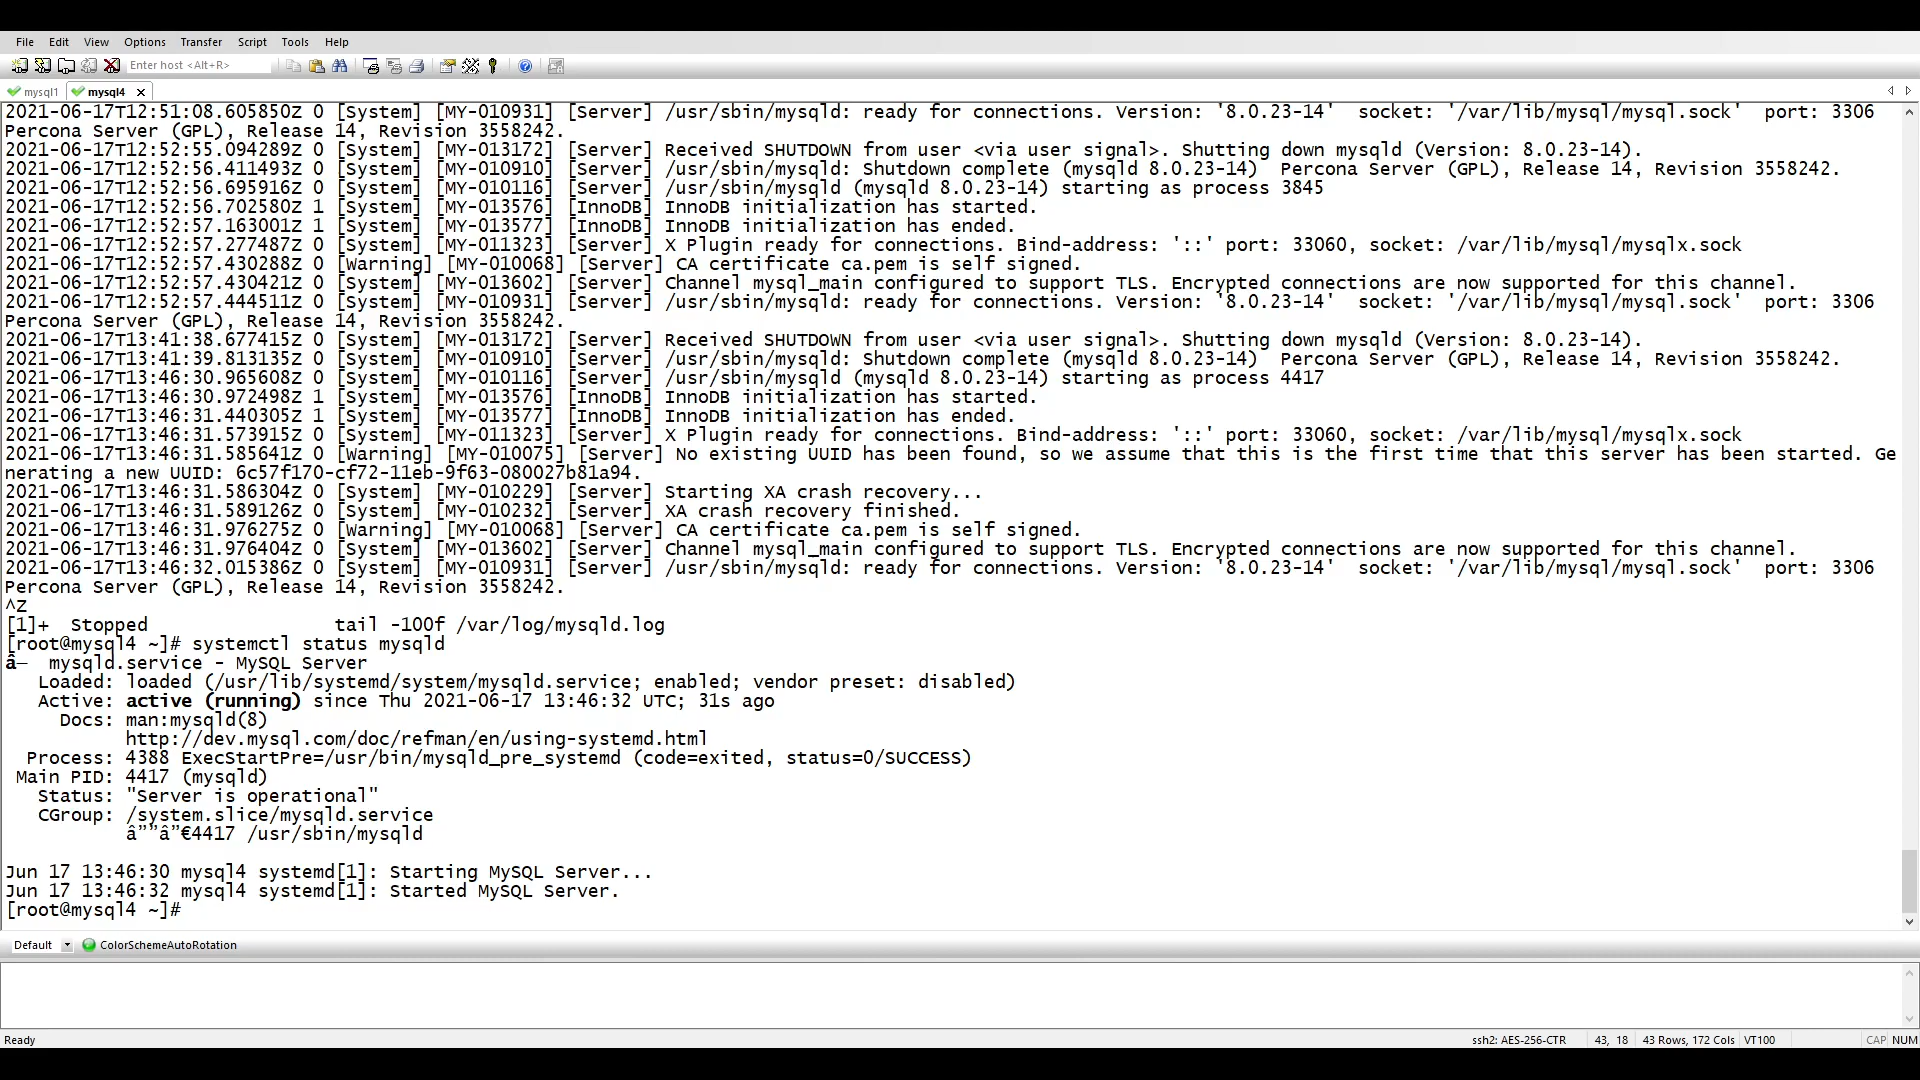 File Edit View Options Transfer Script Tools Help
Enter host <Alt+R>
mysql1 mysql4
2021-06-17T12:51:08.605850Z 0 [System] [MY-010931] [Server] /usr/sbin/mysqld: ready for connections. Version: '8.0.23-14'  socket: '/var/lib/mysql/mysql.sock'  port: 3306
Percona Server (GPL), Release 14, Revision 3558242.
2021-06-17T12:52:55.094289Z 0 [System] [MY-013172] [Server] Received SHUTDOWN from user <via user signal>. Shutting down mysqld (Version: 8.0.23-14).
2021-06-17T12:52:56.411493Z 0 [System] [MY-010910] [Server] /usr/sbin/mysqld: Shutdown complete (mysqld 8.0.23-14)  Percona Server (GPL), Release 14, Revision 3558242.
2021-06-17T12:52:56.695916Z 0 [System] [MY-010116] [Server] /usr/sbin/mysqld (mysqld 8.0.23-14) starting as process 3845
2021-06-17T12:52:56.702580Z 1 [System] [MY-013576] [InnoDB] InnoDB initialization has started.
2021-06-17T12:52:57.163001Z 1 [System] [MY-013577] [InnoDB] InnoDB initialization has ended.
2021-06-17T12:52:57.277487Z 0 [System] [MY-011323] [Server] X Plugin ready for connections. Bind-address: '::' port: 33060, socket: /var/lib/mysql/mysqlx.sock
2021-06-17T12:52:57.430288Z 0 [Warning] [MY-010068] [Server] CA certificate ca.pem is self signed.
2021-06-17T12:52:57.430421Z 0 [System] [MY-013602] [Server] Channel mysql_main configured to support TLS. Encrypted connections are now supported for this channel.
2021-06-17T12:52:57.444511Z 0 [System] [MY-010931] [Server] /usr/sbin/mysqld: ready for connections. Version: '8.0.23-14'  socket: '/var/lib/mysql/mysql.sock'  port: 3306
Percona Server (GPL), Release 14, Revision 3558242.
2021-06-17T13:41:38.677415Z 0 [System] [MY-013172] [Server] Received SHUTDOWN from user <via user signal>. Shutting down mysqld (Version: 8.0.23-14).
2021-06-17T13:41:39.813135Z 0 [System] [MY-010910] [Server] /usr/sbin/mysqld: Shutdown complete (mysqld 8.0.23-14)  Percona Server (GPL), Release 14, Revision 3558242.
2021-06-17T13:46:30.965608Z 0 [System] [MY-010116] [Server] /usr/sbin/mysqld (mysqld 8.0.23-14) starting as process 4417
2021-06-17T13:46:30.972498Z 1 [System] [MY-013576] [InnoDB] InnoDB initialization has started.
2021-06-17T13:46:31.440305Z 1 [System] [MY-013577] [InnoDB] InnoDB initialization has ended.
2021-06-17T13:46:31.573915Z 0 [System] [MY-011323] [Server] X Plugin ready for connections. Bind-address: '::' port: 33060, socket: /var/lib/mysql/mysqlx.sock
2021-06-17T13:46:31.585641Z 0 [Warning] [MY-010075] [Server] No existing UUID has been found, so we assume that this is the first time that this server has been started. Ge
nerating a new UUID: 6c57f170-cf72-11eb-9f63-080027b81a94.
2021-06-17T13:46:31.586304Z 0 [System] [MY-010229] [Server] Starting XA crash recovery...
2021-06-17T13:46:31.589126Z 0 [System] [MY-010232] [Server] XA crash recovery finished.
2021-06-17T13:46:31.976275Z 0 [Warning] [MY-010068] [Server] CA certificate ca.pem is self signed.
2021-06-17T13:46:31.976404Z 0 [System] [MY-013602] [Server] Channel mysql_main configured to support TLS. Encrypted connections are now supported for this channel.
2021-06-17T13:46:32.015386Z 0 [System] [MY-010931] [Server] /usr/sbin/mysqld: ready for connections. Version: '8.0.23-14'  socket: '/var/lib/mysql/mysql.sock'  port: 3306
Percona Server (GPL), Release 14, Revision 3558242.
^Z
[1]+  Stopped                 tail -100f /var/log/mysqld.log
[root@mysql4 ~]# systemctl status mysqld
â— mysqld.service - MySQL Server
Loaded: loaded (/usr/lib/systemd/system/mysqld.service; enabled; vendor preset: disabled)
Active: active (running) since Thu 2021-06-17 13:46:32 UTC; 31s ago
Docs: man:mysqld(8)
http://dev.mysql.com/doc/refman/en/using-systemd.html
Process: 4388 ExecStartPre=/usr/bin/mysqld_pre_systemd (code=exited, status=0/SUCCESS)
Main PID: 4417 (mysqld)
Status: "Server is operational"
CGroup: /system.slice/mysqld.service
â””â”€4417 /usr/sbin/mysqld
Jun 17 13:46:30 mysql4 systemd[1]: Starting MySQL Server...
Jun 17 13:46:32 mysql4 systemd[1]: Started MySQL Server.
[root@mysql4 ~]#
Default ColorSchemeAutoRotation
Ready ssh2: AES-256-CTR 43, 18 43 Rows, 172 Cols VT100 CAP NUM